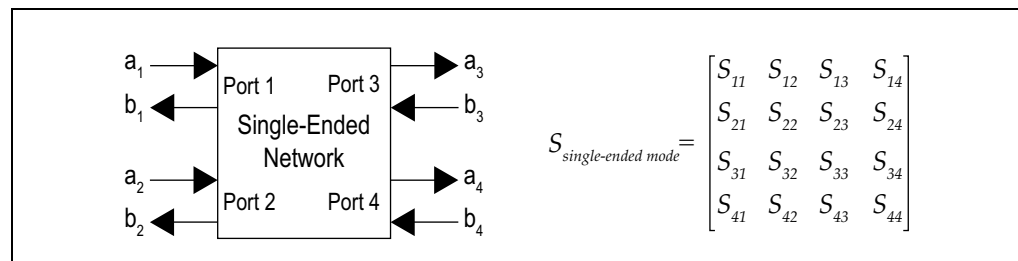 a1 a3
Port 1 Port 3
b1 b3
Single-Ended
Network
a2 a4
Port 2 Port 4
b2 b4
S single-ended mode =
S11 S12 S13 S14
S21 S22 S23 S24
S31 S32 S33 S34
S41 S42 S43 S44